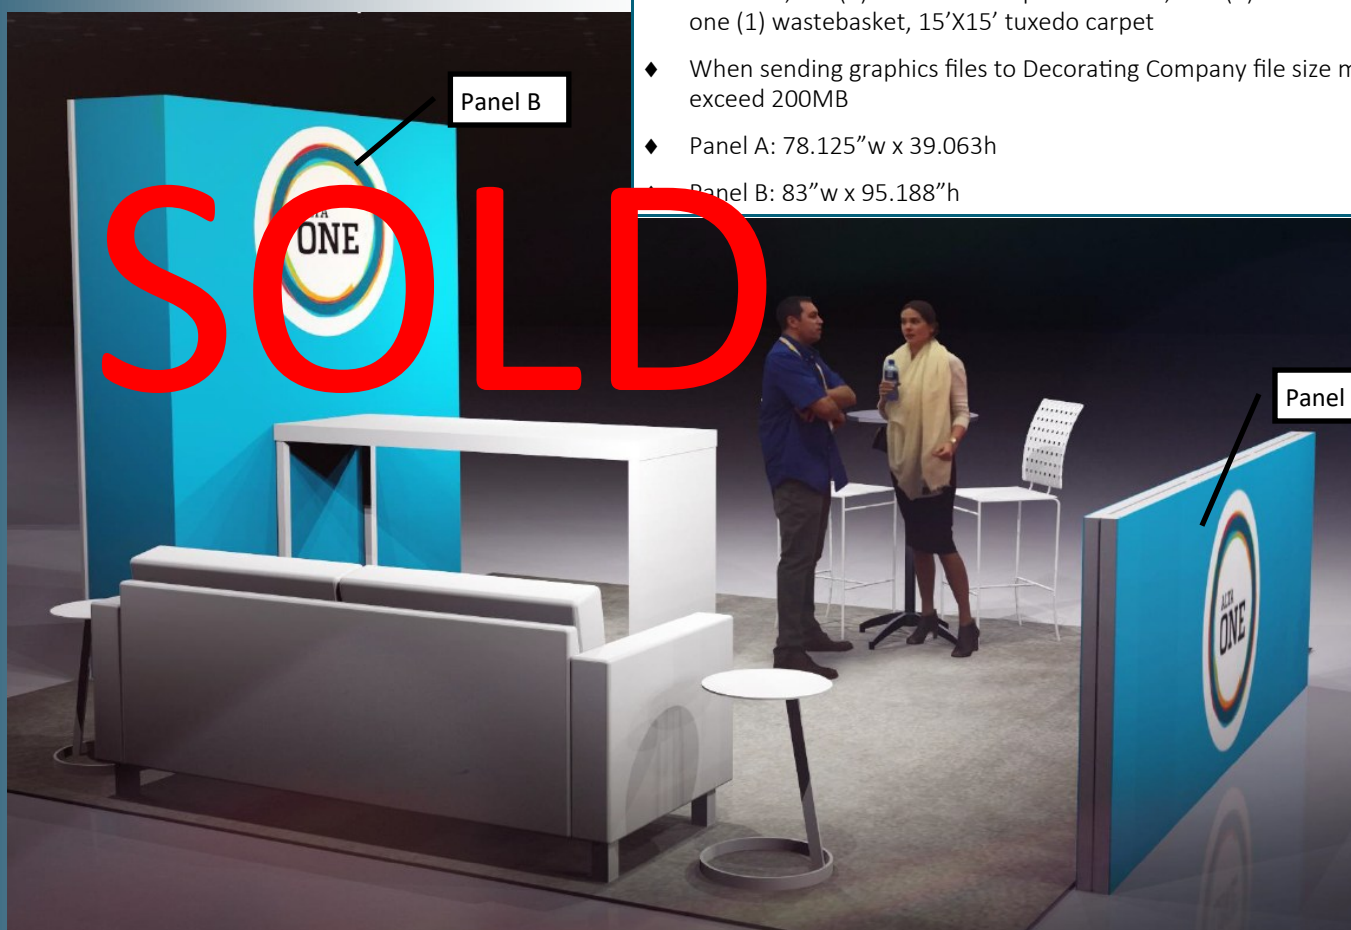 one (1) wastebasket, 15’X15’ tuxedo carpet
♦ When sending graphics files to Decorating Company file size m
exceed 200MB
♦ Panel A: 78.125”w x 39.063h
Panel B: 83”w x 95.188”h
Panel B
SOLD
ONE
Panel
ALTA
ONE